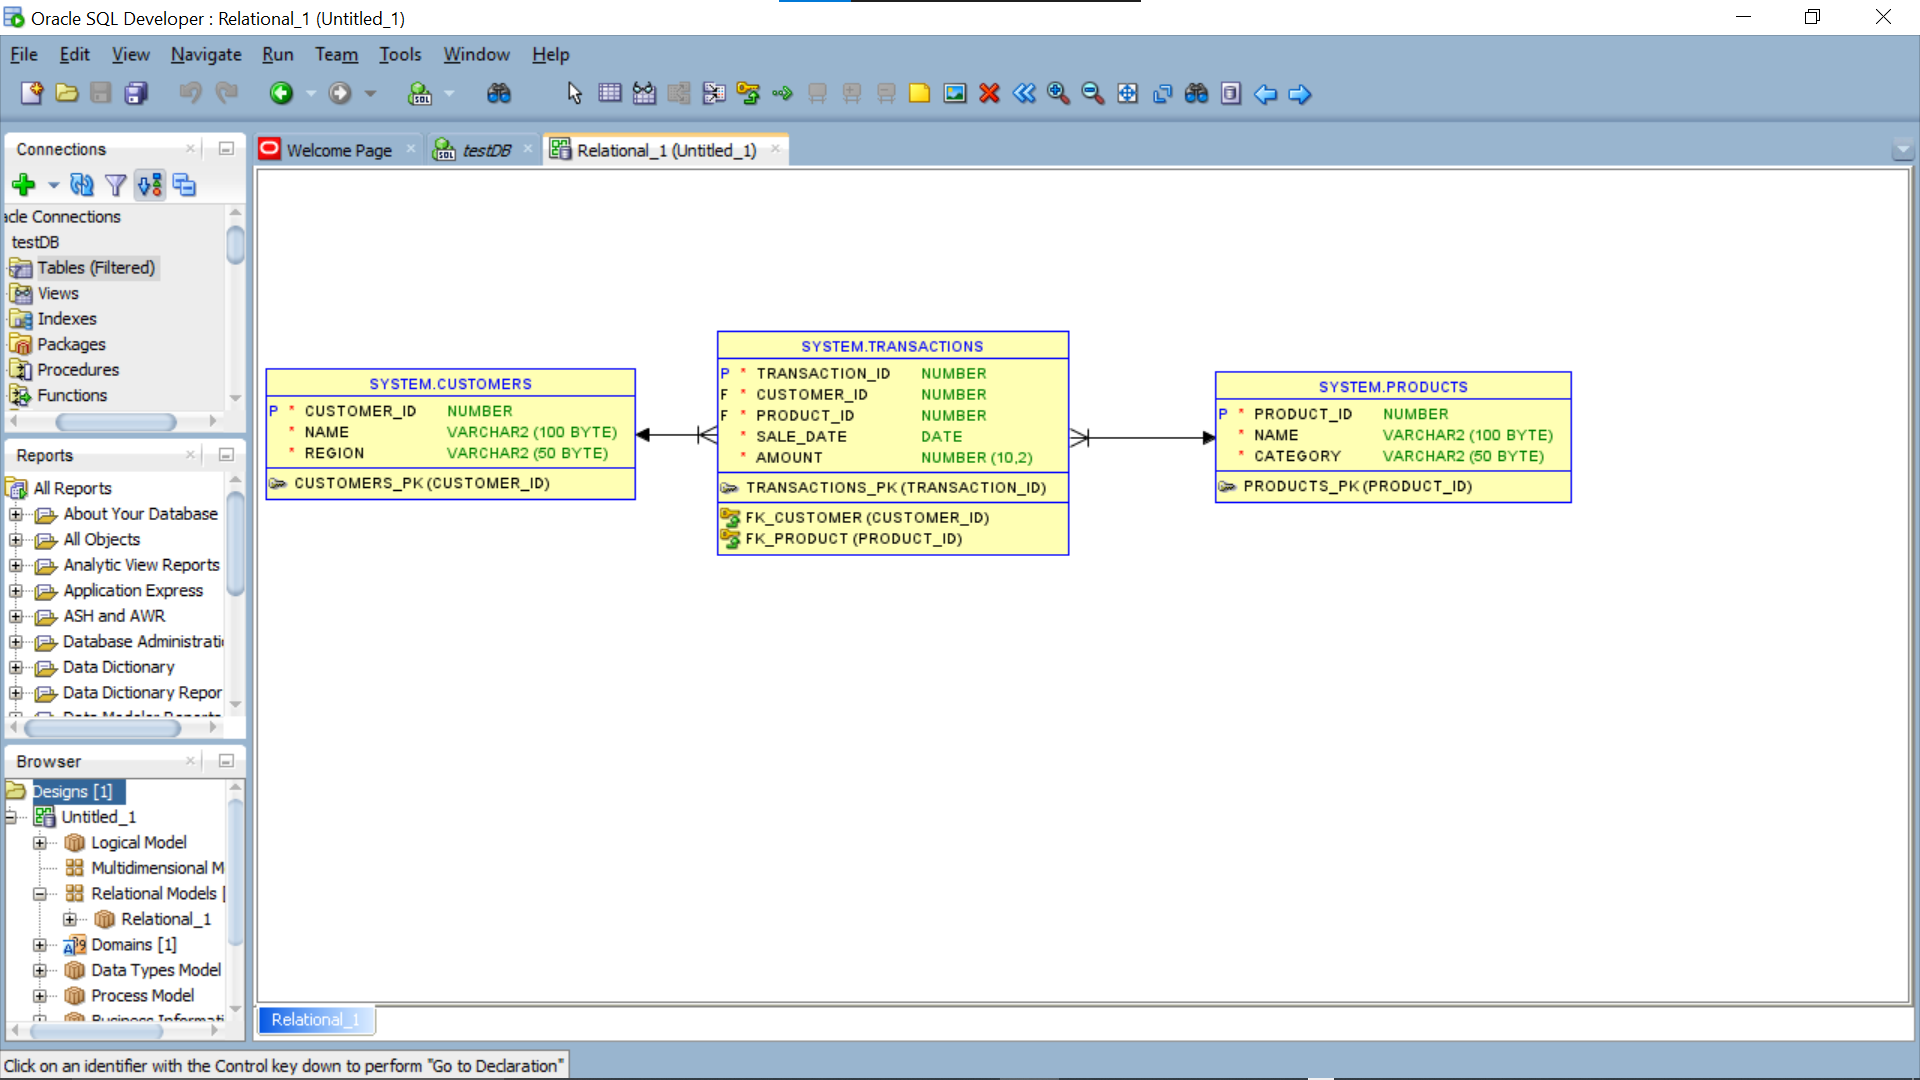 Oracle SQL Developer : Relational_1 (Untitled_1)
File Edit View Navigate Run Team Tools Window Help
Connections
acle Connections
testDB
Tables (Filtered)
Views
Indexes
Packages
Procedures
Functions
Reports
All Reports
About Your Database
All Objects
Analytic View Reports
Application Express
ASH and AWR
Database Administrati
Data Dictionary
Data Dictionary Repor
Data Modeler Reports
Browser
Designs [1]
Untitled_1
Logical Model
Multidimensional M
Relational Models [
Relational_1
Domains [1]
Data Types Model
Process Model
Business Informati
Welcome Page testDB Relational_1 (Untitled_1)
SYSTEM.CUSTOMERS
P * CUSTOMER_ID NUMBER
* NAME VARCHAR2 (100 BYTE)
* REGION VARCHAR2 (50 BYTE)
CUSTOMERS_PK (CUSTOMER_ID)
SYSTEM.TRANSACTIONS
P * TRANSACTION_ID NUMBER
F * CUSTOMER_ID NUMBER
F * PRODUCT_ID NUMBER
* SALE_DATE DATE
* AMOUNT NUMBER (10,2)
TRANSACTIONS_PK (TRANSACTION_ID)
FK_CUSTOMER (CUSTOMER_ID)
FK_PRODUCT (PRODUCT_ID)
SYSTEM.PRODUCTS
P * PRODUCT_ID NUMBER
* NAME VARCHAR2 (100 BYTE)
* CATEGORY VARCHAR2 (50 BYTE)
PRODUCTS_PK (PRODUCT_ID)
Relational_1
Click on an identifier with the Control key down to perform "Go to Declaration"